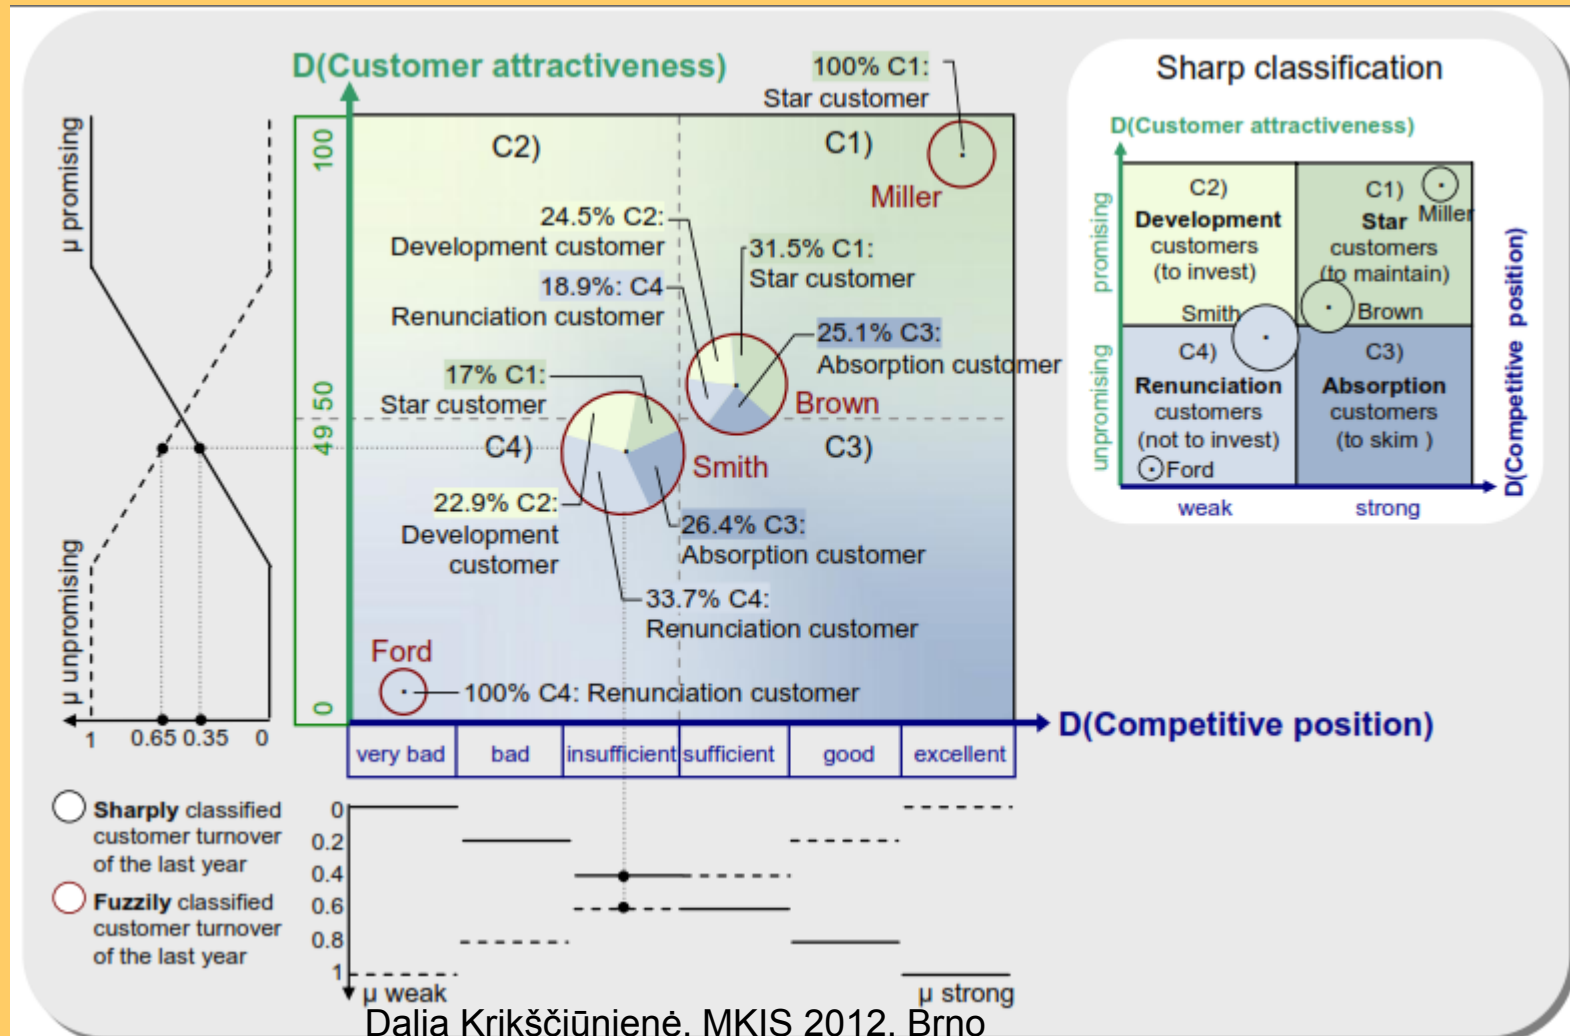 D(Customer attractiveness)
100% C1:
Star customer
μ promising
μ unpromising
100
50
49
0
C2)
C1)
Miller
24.5% C2:
Development customer
31.5% C1:
Star customer
18.9%: C4
Renunciation customer
25.1% C3:
Absorption customer
17% C1:
Star customer
Brown
C4)
C3)
Smith
22.9% C2:
Development
customer
26.4% C3:
Absorption customer
33.7% C4:
Renunciation customer
Ford
100% C4: Renunciation customer
1
0.65
0.35
0
D(Competitive position)
very bad
bad
insufficient
sufficient
good
excellent
0
0.2
0.4
0.6
0.8
1
μ weak
μ strong
Sharply classified
customer turnover
of the last year
Fuzzily classified
customer turnover
of the last year
Sharp classification
D(Customer attractiveness)
promising
unpromising
C2)
Development
customers
(to invest)
C1)
Miller
Star
customers
(to maintain)
Smith
Brown
C4)
Renunciation
customers
(not to invest)
Ford
C3)
Absorption
customers
(to skim )
weak
strong
D(Competitive position)
Dalia Krikščiūnienė, MKIS 2012, Brno